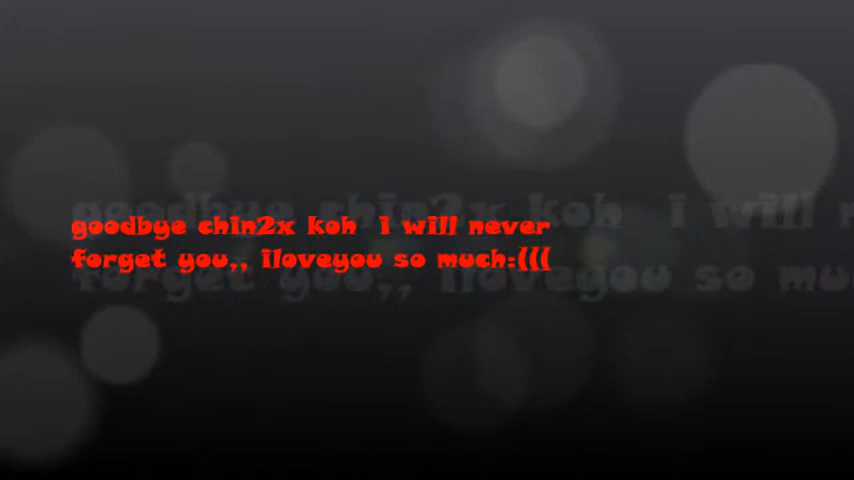 goodbye chin2x koh i will never
forget you,, iloveyou so much:(((